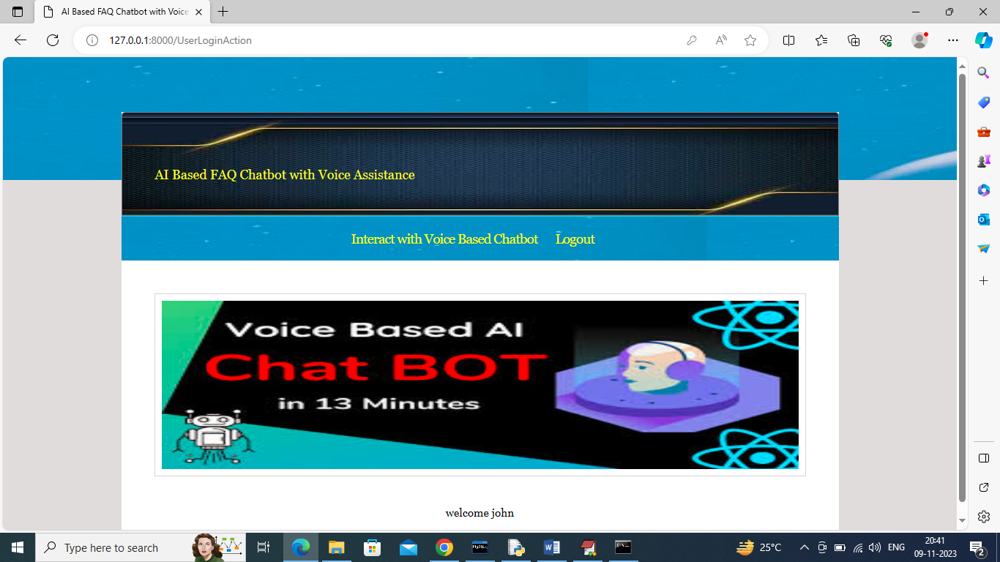 AI Based FAQ Chatbot with Voice
127.0.0.1:8000/UserLoginAction
AI Based FAQ Chatbot with Voice Assistance
Interact with Voice Based Chatbot Logout
Voice Based AI
Chat BOT
in 13 Minutes
welcome john
Type here to search
MySQL
25°C
ENG
20:41
09-11-2023
2